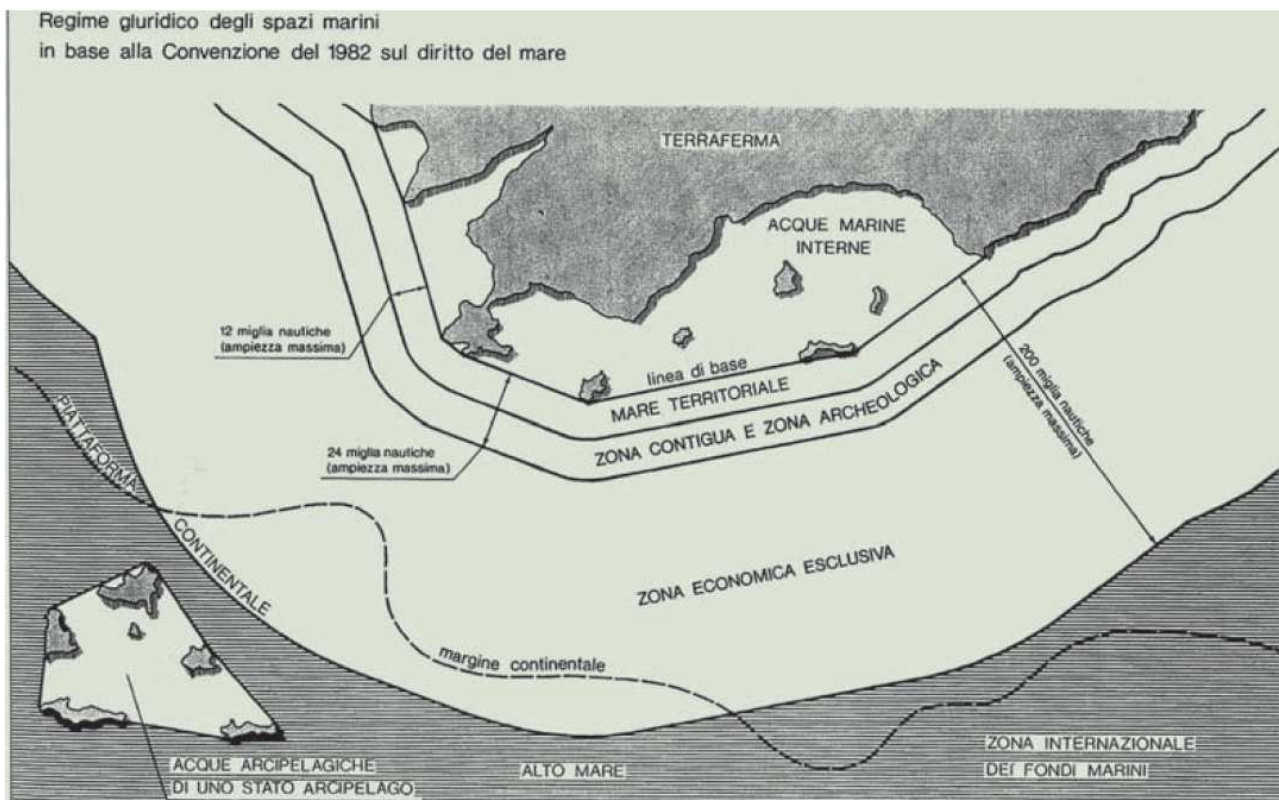 Regime gluridico degli spazi marini
in base alla Convenzione del 1982 sul diritto del mare
TERRAFERMA
ACQUE MARINE
INTERNE
12 miglia nautiche
(ampiezza massima)
linea di base
MARE TERRITORIALE
ZONA CONTIGUA E ZONA ARCHEOLOGICA
200 miglia nautiche
(ampiezza massima)
24 miglia nautiche
(ampiezza massima)
PIATTAFORMA
CONTINENTALE
ZONA ECONOMICA ESCLUSIVA
margine continentale
ACQUE ARCIPELAGICHE
DI UNO STATO ARCIPELAGO
ALTO MARE
ZONA INTERNAZIONALE
DEI FONDI MARINI